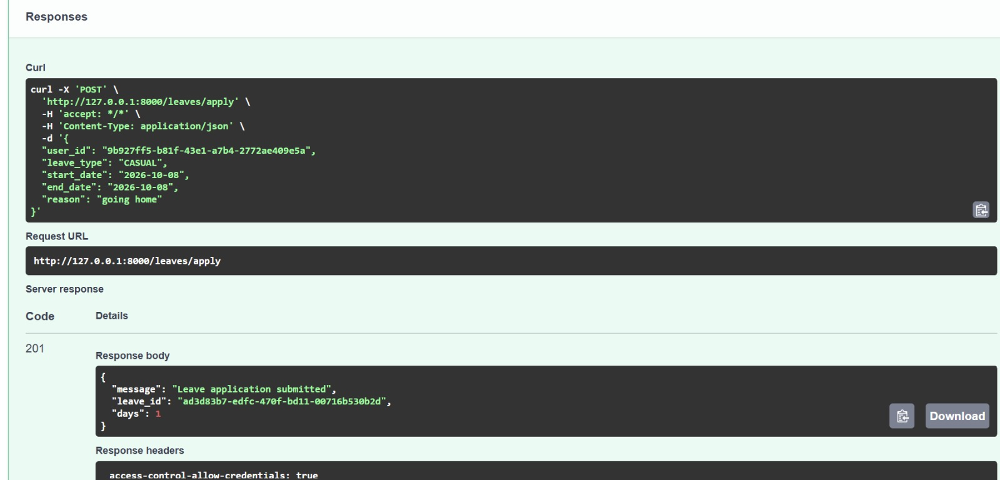 Responses
Curl
curl -X 'POST' \
'http://127.0.0.1:8000/leaves/apply' \
-H 'accept: */*' \
-H 'Content-Type: application/json' \
-d '{
"user_id": "9b927ff5-b81f-43e1-a7b4-2772ae409e5a",
"leave_type": "CASUAL",
"start_date": "2026-10-08",
"end_date": "2026-10-08",
"reason": "going home"
}'
Request URL
http://127.0.0.1:8000/leaves/apply
Server response
Code Details
201
Response body
{
"message": "Leave application submitted",
"leave_id": "ad3d83b7-edfc-470f-bd11-00716b530b2d",
"days": 1
}
Download
Response headers
access-control-allow-credentials: true